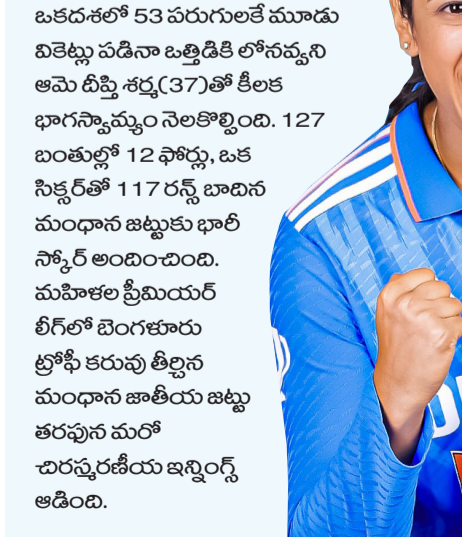 ఒకదశలో 53 పరుగులకే మూడు
వికెట్లు పడినా ఒత్తిడికి లోనవ్వని
ఆమె దీప్తి శర్మ(37)తో కీలక
భాగస్వామ్యం నెలకొల్పింది. 127
బంతుల్లో 12 ఫోర్లు, ఒక
సిక్సర్‌తో 117 రన్స్ బాదిన
మంధాన జట్టుకు భారీ
స్కోర్ అందించింది.
మహిళల ప్రీమియర్
లీగ్‌లో బెంగళూరు
ట్రోఫీ కరువు తీర్చిన
మంధాన జాతీయ జట్టు
తరఫున మరో
చిరస్మరణీయ ఇన్నింగ్స్
ఆడింది.